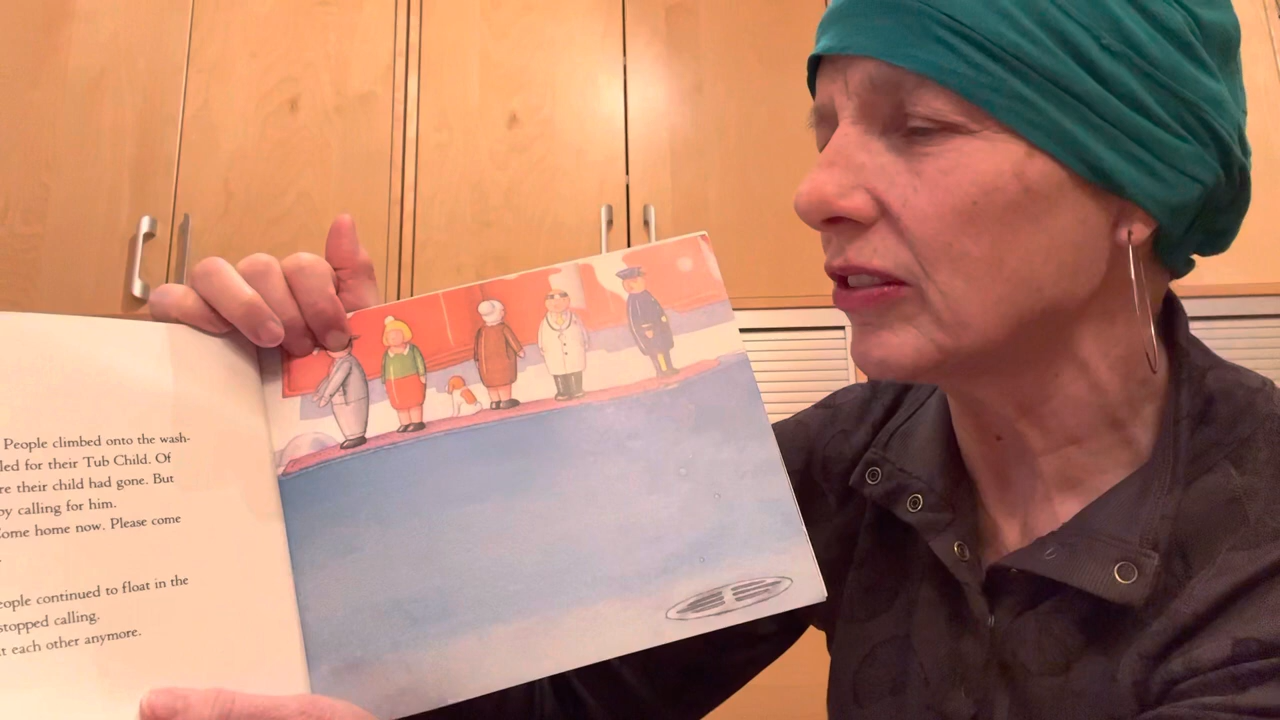 People climbed onto the wash-
led for their Tub Child. Of
re their child had gone. But
by calling for him.
Come home now. Please come
eople continued to float in the
stopped calling.
t each other anymore.